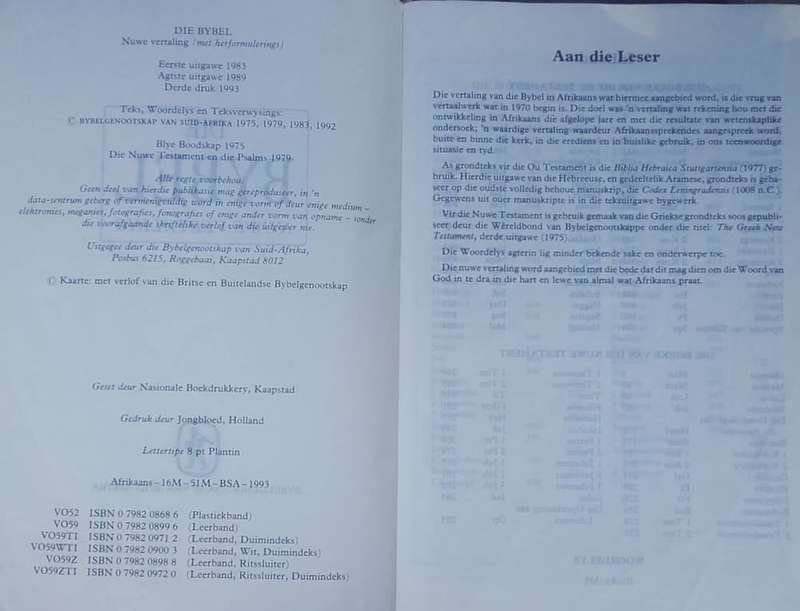 DIE BYBEL
Nuwe vertaling (met herformulerings)
Eerste uitgawe 1983
Agtste uitgawe 1989
Derde druk 1993
Teks, Woordelys en Teksverwysings:
© BYBELGENOOTSKAP VAN SUID-AFRIKA 1975, 1979, 1983, 1992
Blye Boodskap 1975
Die Nuwe Testament en die Psalms 1979
Alle regte voorbehou.
Geen deel van hierdie publikasie mag gereproduseer, in 'n
data-sentrum geberg of vermenigvuldig word in enige vorm of deur enige medium –
elektronies, meganies, fotografies, fonografies of enige ander vorm van opname – sonder
die voorafgaande skriftelike verlof van die uitgewer nie.
Uitgegee deur die Bybelgenootskap van Suid-Afrika,
Posbus 6215, Roggebaai, Kaapstad 8012
© Kaarte: met verlof van die Britse en Buitelandse Bybelgenootskap
Geset deur Nasionale Boekdrukkery, Kaapstad
Gedruk deur Jongbloed, Holland
Lettertipe 8 pt Plantin
Afrikaans – 16M – 51M – BSA – 1993
VO52 ISBN 0 7982 0868 6 (Plastiekband)
VO59 ISBN 0 7982 0899 6 (Leerband)
VO59TI ISBN 0 7982 0971 2 (Leerband, Duimindeks)
VO59WTI ISBN 0 7982 0900 3 (Leerband, Wit, Duimindeks)
VO59Z ISBN 0 7982 0898 8 (Leerband, Ritssluiter)
VO59ZTI ISBN 0 7982 0972 0 (Leerband, Ritssluiter, Duimindeks)
Aan die Leser
Die vertaling van die Bybel in Afrikaans wat hiermee aangebied word, is die vrug van
vertaalwerk wat in 1970 begin is. Die doel was 'n vertaling wat rekening hou met die
ontwikkeling in Afrikaans die afgelope jare en met die resultate van wetenskaplike
ondersoek; 'n waardige vertaling waardeur Afrikaanssprekendes aangespreek word,
buite en binne die kerk, in die erediens en in huislike gebruik, in ons teenwoordige
situasie en tyd.
As grondteks vir die Ou Testament is die Biblia Hebraica Stuttgartensia (1977) ge-
bruik. Hierdie uitgawe van die Hebreeuse, en gedeeltelik Aramese, grondteks is geba-
seer op die oudste volledig behoue manuskrip, die Codex Leningradensis (1008 n.C.).
Gegewens uit ouer manuskripte is in die teksuitgawe bygewerk.
Vir die Nuwe Testament is gebruik gemaak van die Griekse grondteks soos gepubli-
seer deur die Wêreldbond van Bybelgenootskappe onder die titel: The Greek New
Testament, derde uitgawe (1975).
Die Woordelys agterin lig minder bekende sake en onderwerpe toe.
Die nuwe vertaling word aangebied met die bede dat dit mag dien om die Woord van
God in te dra in die hart en lewe van almal wat Afrikaans praat.